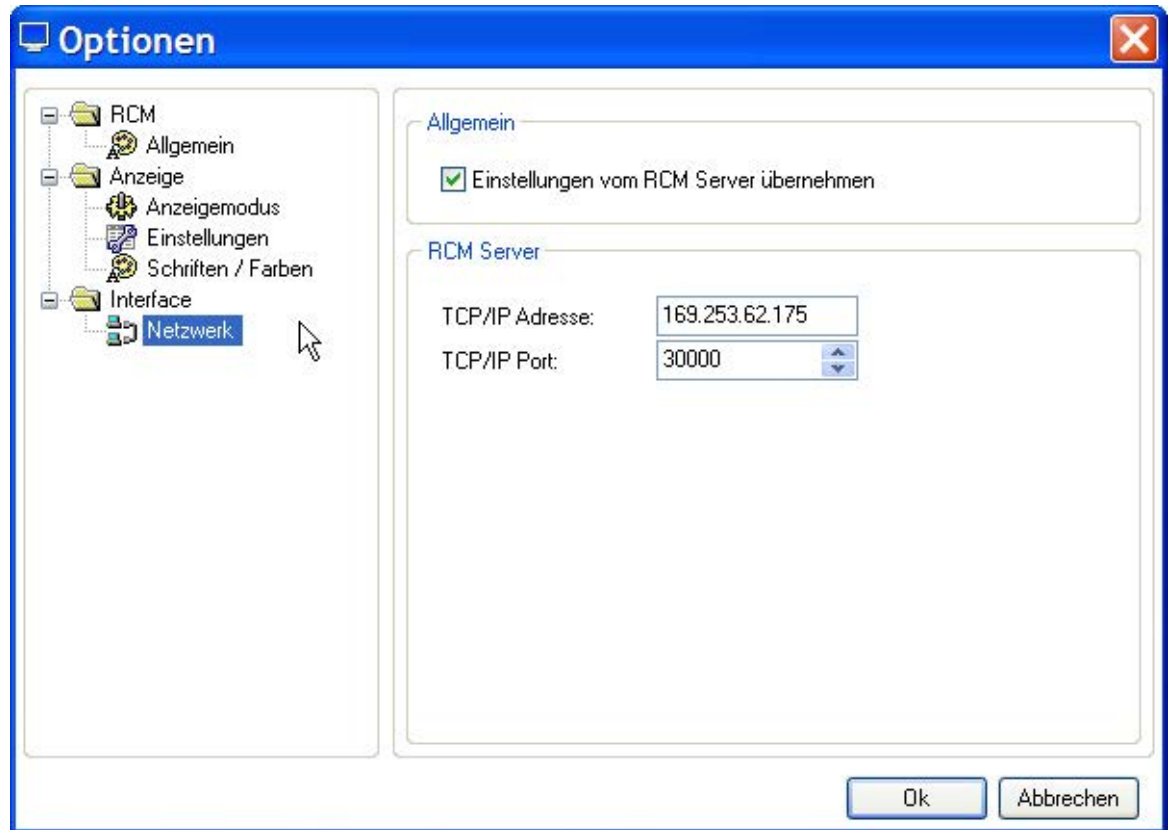 Optionen
RCM
Allgemein
Anzeige
Anzeigemodus
Einstellungen
Schriften / Farben
Interface
Netzwerk
Allgemein
Einstellungen vom RCM Server übernehmen
RCM Server
TCP/IP Adresse: 169.253.62.175
TCP/IP Port: 30000
Ok Abbrechen